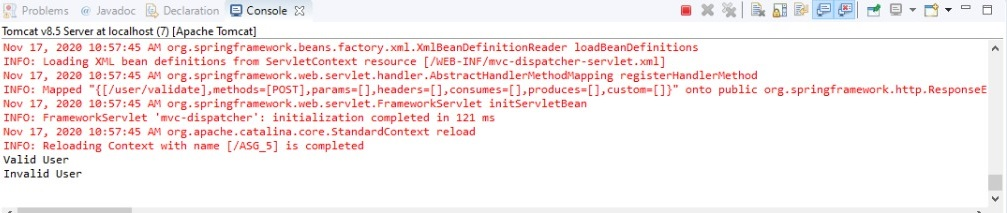 Problems @ Javadoc Declaration Console
Tomcat v8.5 Server at localhost (7) [Apache Tomcat]
Nov 17, 2020 10:57:45 AM org.springframework.beans.factory.xml.XmlBeanDefinitionReader loadBeanDefinitions
INFO: Loading XML bean definitions from ServletContext resource [/WEB-INF/mvc-dispatcher-servlet.xml]
Nov 17, 2020 10:57:45 AM org.springframework.web.servlet.handler.AbstractHandlerMethodMapping registerHandlerMethod
INFO: Mapped "{[/user/validate],methods=[POST],params=[],headers=[],consumes=[],produces=[],custom=[]}" onto public org.springframework.http.ResponseE
Nov 17, 2020 10:57:45 AM org.springframework.web.servlet.FrameworkServlet initServletBean
INFO: FrameworkServlet 'mvc-dispatcher': initialization completed in 121 ms
Nov 17, 2020 10:57:45 AM org.apache.catalina.core.StandardContext reload
INFO: Reloading Context with name [/ASG_5] is completed
Valid User
Invalid User